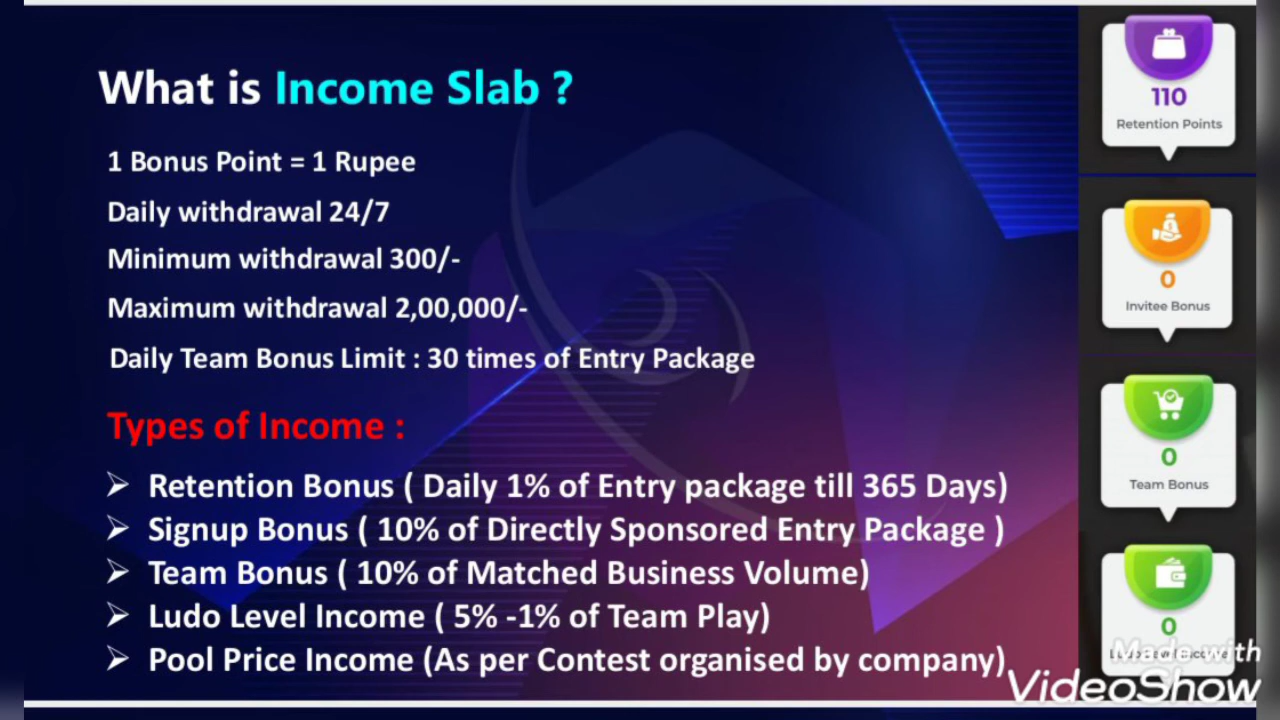 What is Income Slab ?
1 Bonus Point = 1 Rupee
Daily withdrawal 24/7
Minimum withdrawal 300/-
Maximum withdrawal 2,00,000/-
Daily Team Bonus Limit : 30 times of Entry Package
Types of Income :
➢ Retention Bonus ( Daily 1% of Entry package till 365 Days)
➢ Signup Bonus ( 10% of Directly Sponsored Entry Package )
➢ Team Bonus ( 10% of Matched Business Volume)
➢ Ludo Level Income ( 5% -1% of Team Play)
➢ Pool Price Income (As per Contest organised by company)
110
Retention Points
0
Invitee Bonus
0
Team Bonus
0
Made with
VideoShow